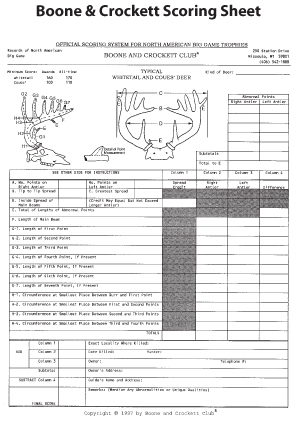 Boone & Crockett Scoring Sheet
OFFICIAL SCORING SYSTEM FOR NORTH AMERICAN BIG GAME TROPHIES
Records of North American
Big Game
BOONE AND CROCKETT CLUB®
250 Station Drive
Missoula, MT 59801
(406) 542-1888
Minimum Score: Awards All-time
Whitetail 160 170
Coues' 100 110
TYPICAL
WHITETAIL AND COUES' DEER
Kind of Deer:
Abnormal Points
Right Antler Left Antler
Subtotals
Total to E
Detail of Point
Measurement
SEE OTHER SIDE FOR INSTRUCTIONS
Column 1 Column 2 Column 3 Column 4
A. No. Points on Right Antler No. Points on Left Antler
Spread Credit Right Antler Left Antler Difference
B. Tip to Tip Spread C. Greatest Spread
D. Inside Spread of Main Beams (Credit May Equal But Not Exceed Longer Antler)
E. Total of Lengths of Abnormal Points
F. Length of Main Beam
G-1. Length of First Point
G-2. Length of Second Point
G-3. Length of Third Point
G-4. Length of Fourth Point, If Present
G-5. Length of Fifth Point, If Present
G-6. Length of Sixth Point, If Present
G-7. Length of Seventh Point, If Present
H-1. Circumference at Smallest Place Between Burr and First Point
H-2. Circumference at Smallest Place Between First and Second Points
H-3. Circumference at Smallest Place Between Second and Third Points
H-4. Circumference at Smallest Place Between Third and Fourth Points
TOTALS
ADD
Column 1
Column 2
Column 3
Subtotal
SUBTRACT Column 4
FINAL SCORE
Exact Locality Where Killed:
Date Killed: Hunter:
Owner: Telephone #:
Owner's Address:
Guide's Name and Address:
Remarks: (Mention Any Abnormalities or Unique Qualities)
Copyright © 1997 by Boone and Crockett Club®